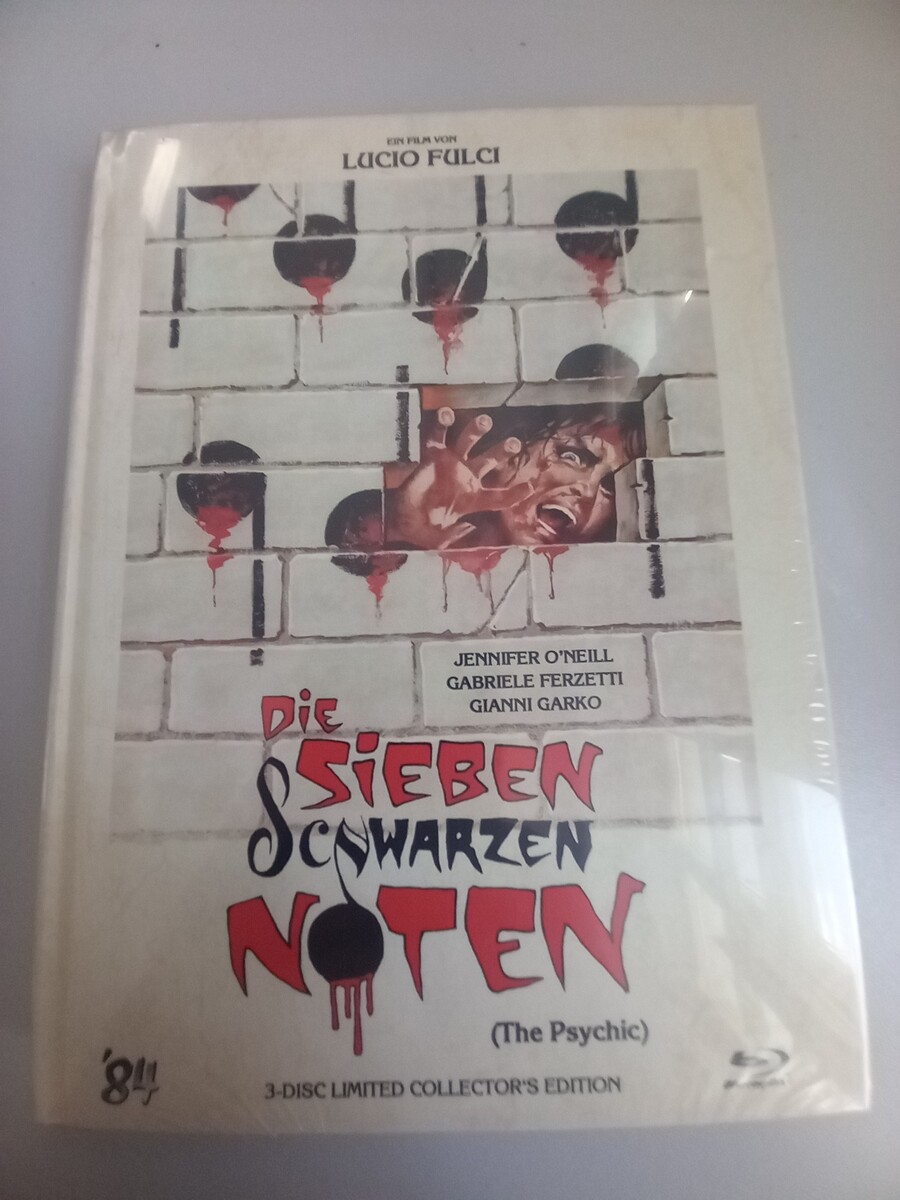 EIN FILM VON
LUCIO FULCI
JENNIFER O'NEILL
GABRIELE FERZETTI
GIANNI GARKO
DIE
SIEBEN
SCHWARZEN
NOTEN
(The Psychic)
'84
3-DISC LIMITED COLLECTOR'S EDITION